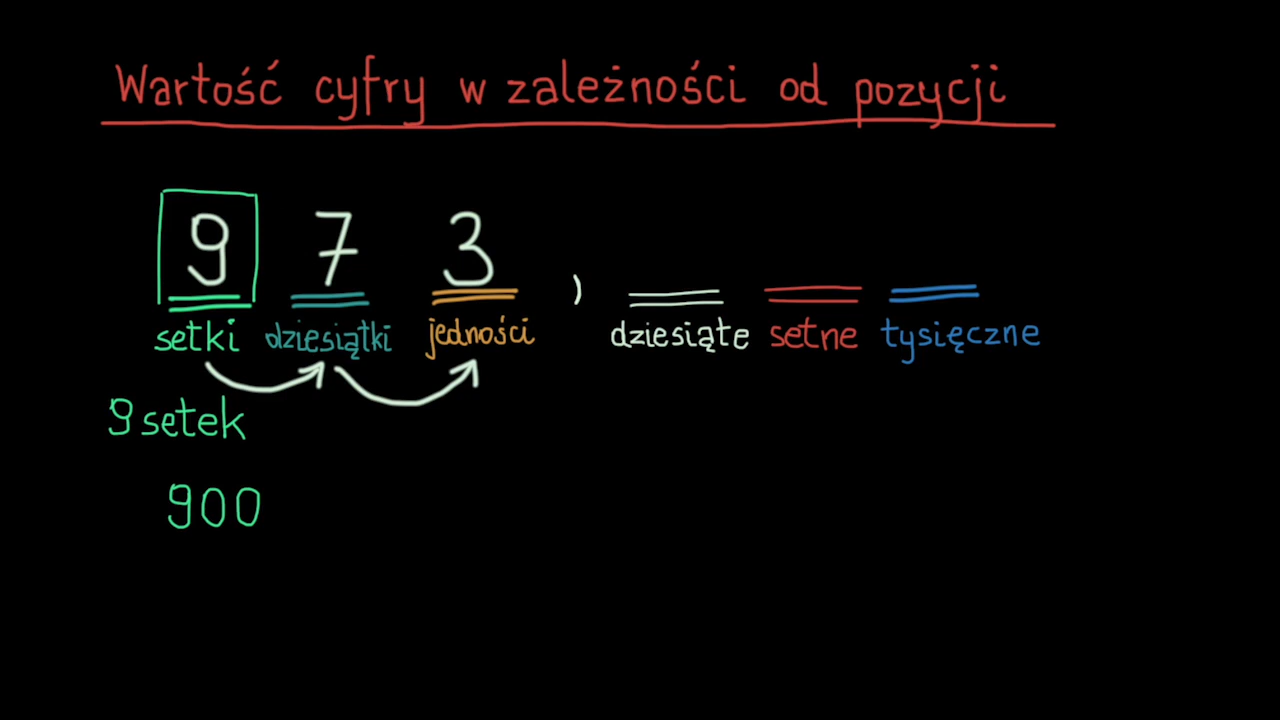 Wartość cyfry w zależności od pozycji
9 7 3 ,
setki dziesiątki jedności dziesiąte setne tysięczne
9 setek
900